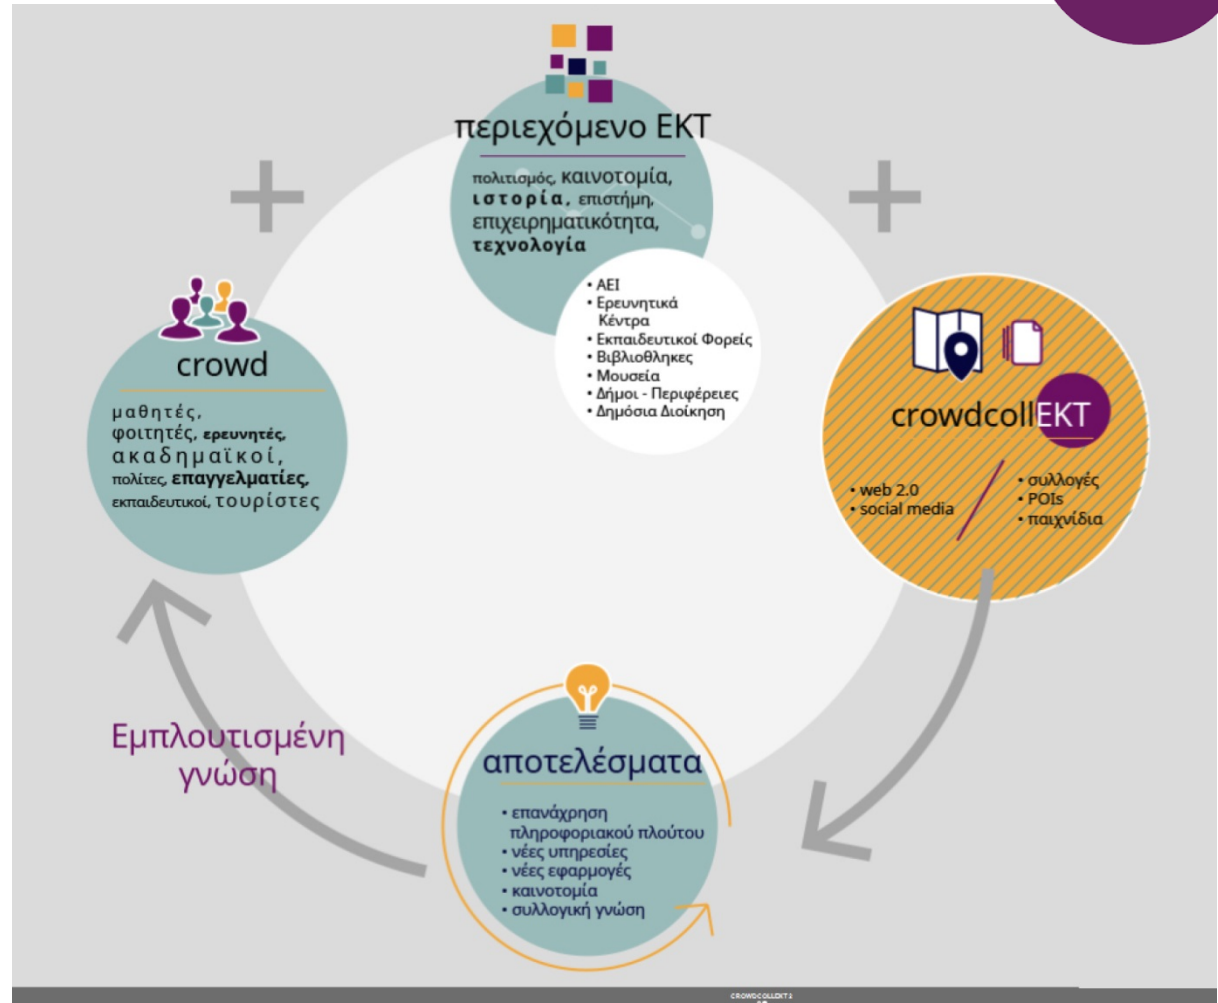 περιεχόμενο ΕΚΤ
πολιτισμός, καινοτομία,
ιστορία, επιστήμη,
επιχειρηματικότητα,
τεχνολογία
• ΑΕΙ
• Ερευνητικά
Κέντρα
• Εκπαιδευτικοί Φορείς
• Βιβλιοθληκες
• Μουσεία
• Δήμοι - Περιφέρειες
• Δημόσια Διοίκηση
crowd
μαθητές,
φοιτητές, ερευνητές,
ακαδημαϊκοί,
πολίτες, επαγγελματίες,
εκπαιδευτικοί, τουρίστες
crowdcollEKT
• web 2.0
• social media
• συλλογές
• POIs
• παιχνίδια
Εμπλουτισμένη
γνώση
αποτελέσματα
• επανάχρηση
πληροφοριακού πλούτου
• νέες υπηρεσίες
• νέες εφαρμογές
• καινοτομία
• συλλογική γνώση